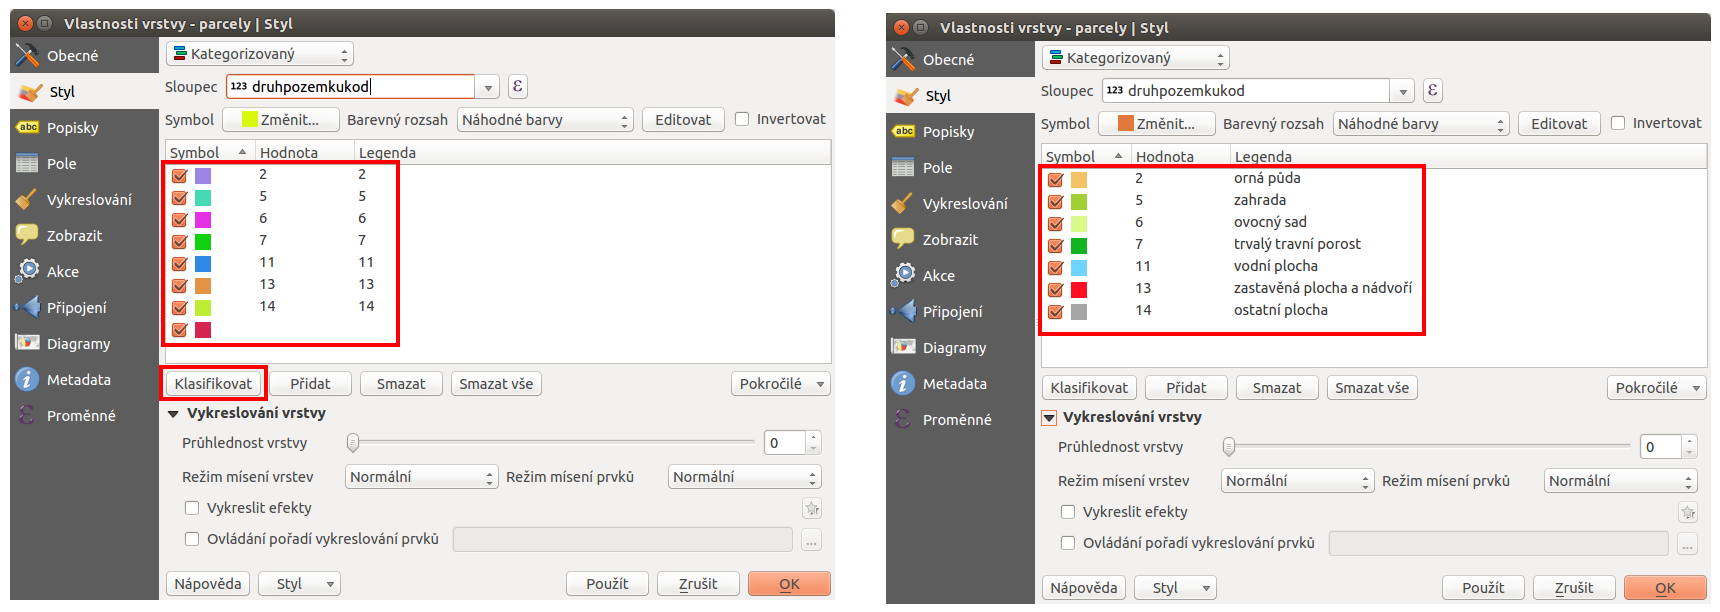 Vlastnosti vrstvy - parcely | Styl
Obecné
Styl
Popisky
Pole
Vykreslování
Zobrazit
Akce
Připojení
Diagramy
Metadata
Proměnné
Kategorizovaný
Sloupec 123 druhpozemkukod ε
Symbol Změnit... Barevný rozsah Náhodné barvy Editovat Invertovat
Symbol Hodnota Legenda
2 2
5 5
6 6
7 7
11 11
13 13
14 14
Klasifikovat Přidat Smazat Smazat vše Pokročilé
Vykreslování vrstvy
Průhlednost vrstvy 0
Režim mísení vrstev Normální Režim mísení prvků Normální
Vykreslit efekty
Ovládání pořadí vykreslování prvků ...
Nápověda Styl Použít Zrušit OK
Vlastnosti vrstvy - parcely | Styl
Obecné
Styl
Popisky
Pole
Vykreslování
Zobrazit
Akce
Připojení
Diagramy
Metadata
Proměnné
Kategorizovaný
Sloupec 123 druhpozemkukod ε
Symbol Změnit... Barevný rozsah Náhodné barvy Editovat Invertovat
Symbol Hodnota Legenda
2 orná půda
5 zahrada
6 ovocný sad
7 trvalý travní porost
11 vodní plocha
13 zastavěná plocha a nádvoří
14 ostatní plocha
Klasifikovat Přidat Smazat Smazat vše Pokročilé
Vykreslování vrstvy
Průhlednost vrstvy 0
Režim mísení vrstev Normální Režim mísení prvků Normální
Vykreslit efekty
Ovládání pořadí vykreslování prvků ...
Nápověda Styl Použít Zrušit OK